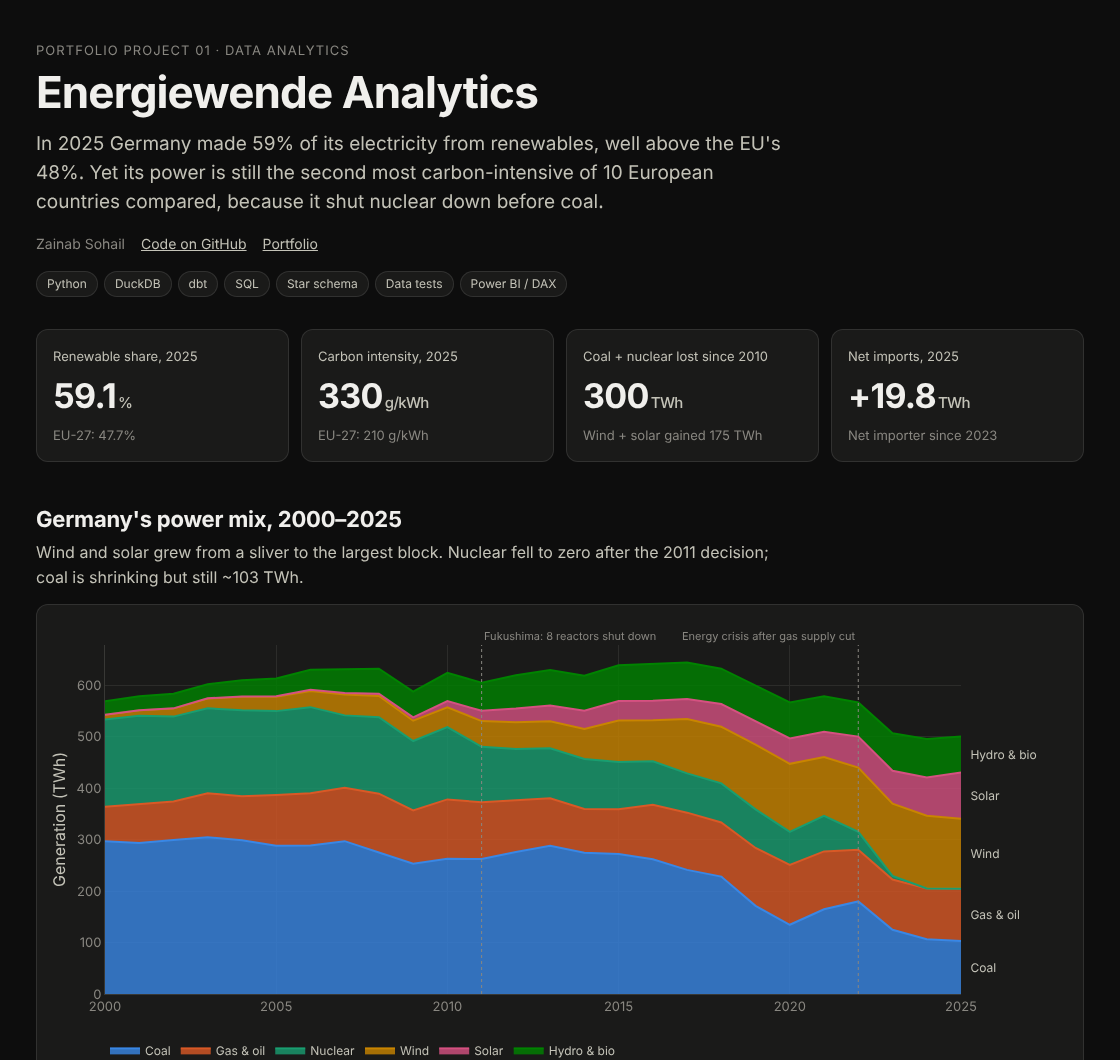 PORTFOLIO PROJECT 01 · DATA ANALYTICS
Energiewende Analytics
In 2025 Germany made 59% of its electricity from renewables, well above the EU's
48%. Yet its power is still the second most carbon-intensive of 10 European
countries compared, because it shut nuclear down before coal.
Zainab Sohail Code on GitHub Portfolio
Python DuckDB dbt SQL Star schema Data tests Power BI / DAX
Renewable share, 2025
59.1%
EU-27: 47.7%
Carbon intensity, 2025
330 g/kWh
EU-27: 210 g/kWh
Coal + nuclear lost since 2010
300 TWh
Wind + solar gained 175 TWh
Net imports, 2025
+19.8 TWh
Net importer since 2023
Germany's power mix, 2000–2025
Wind and solar grew from a sliver to the largest block. Nuclear fell to zero after the 2011 decision;
coal is shrinking but still ~103 TWh.
Fukushima: 8 reactors shut down Energy crisis after gas supply cut
Generation (TWh)
600
500
400
300
200
100
0
Hydro & bio
Solar
Wind
Gas & oil
Coal
2000 2005 2010 2015 2020 2025
Coal Gas & oil Nuclear Wind Solar Hydro & bio